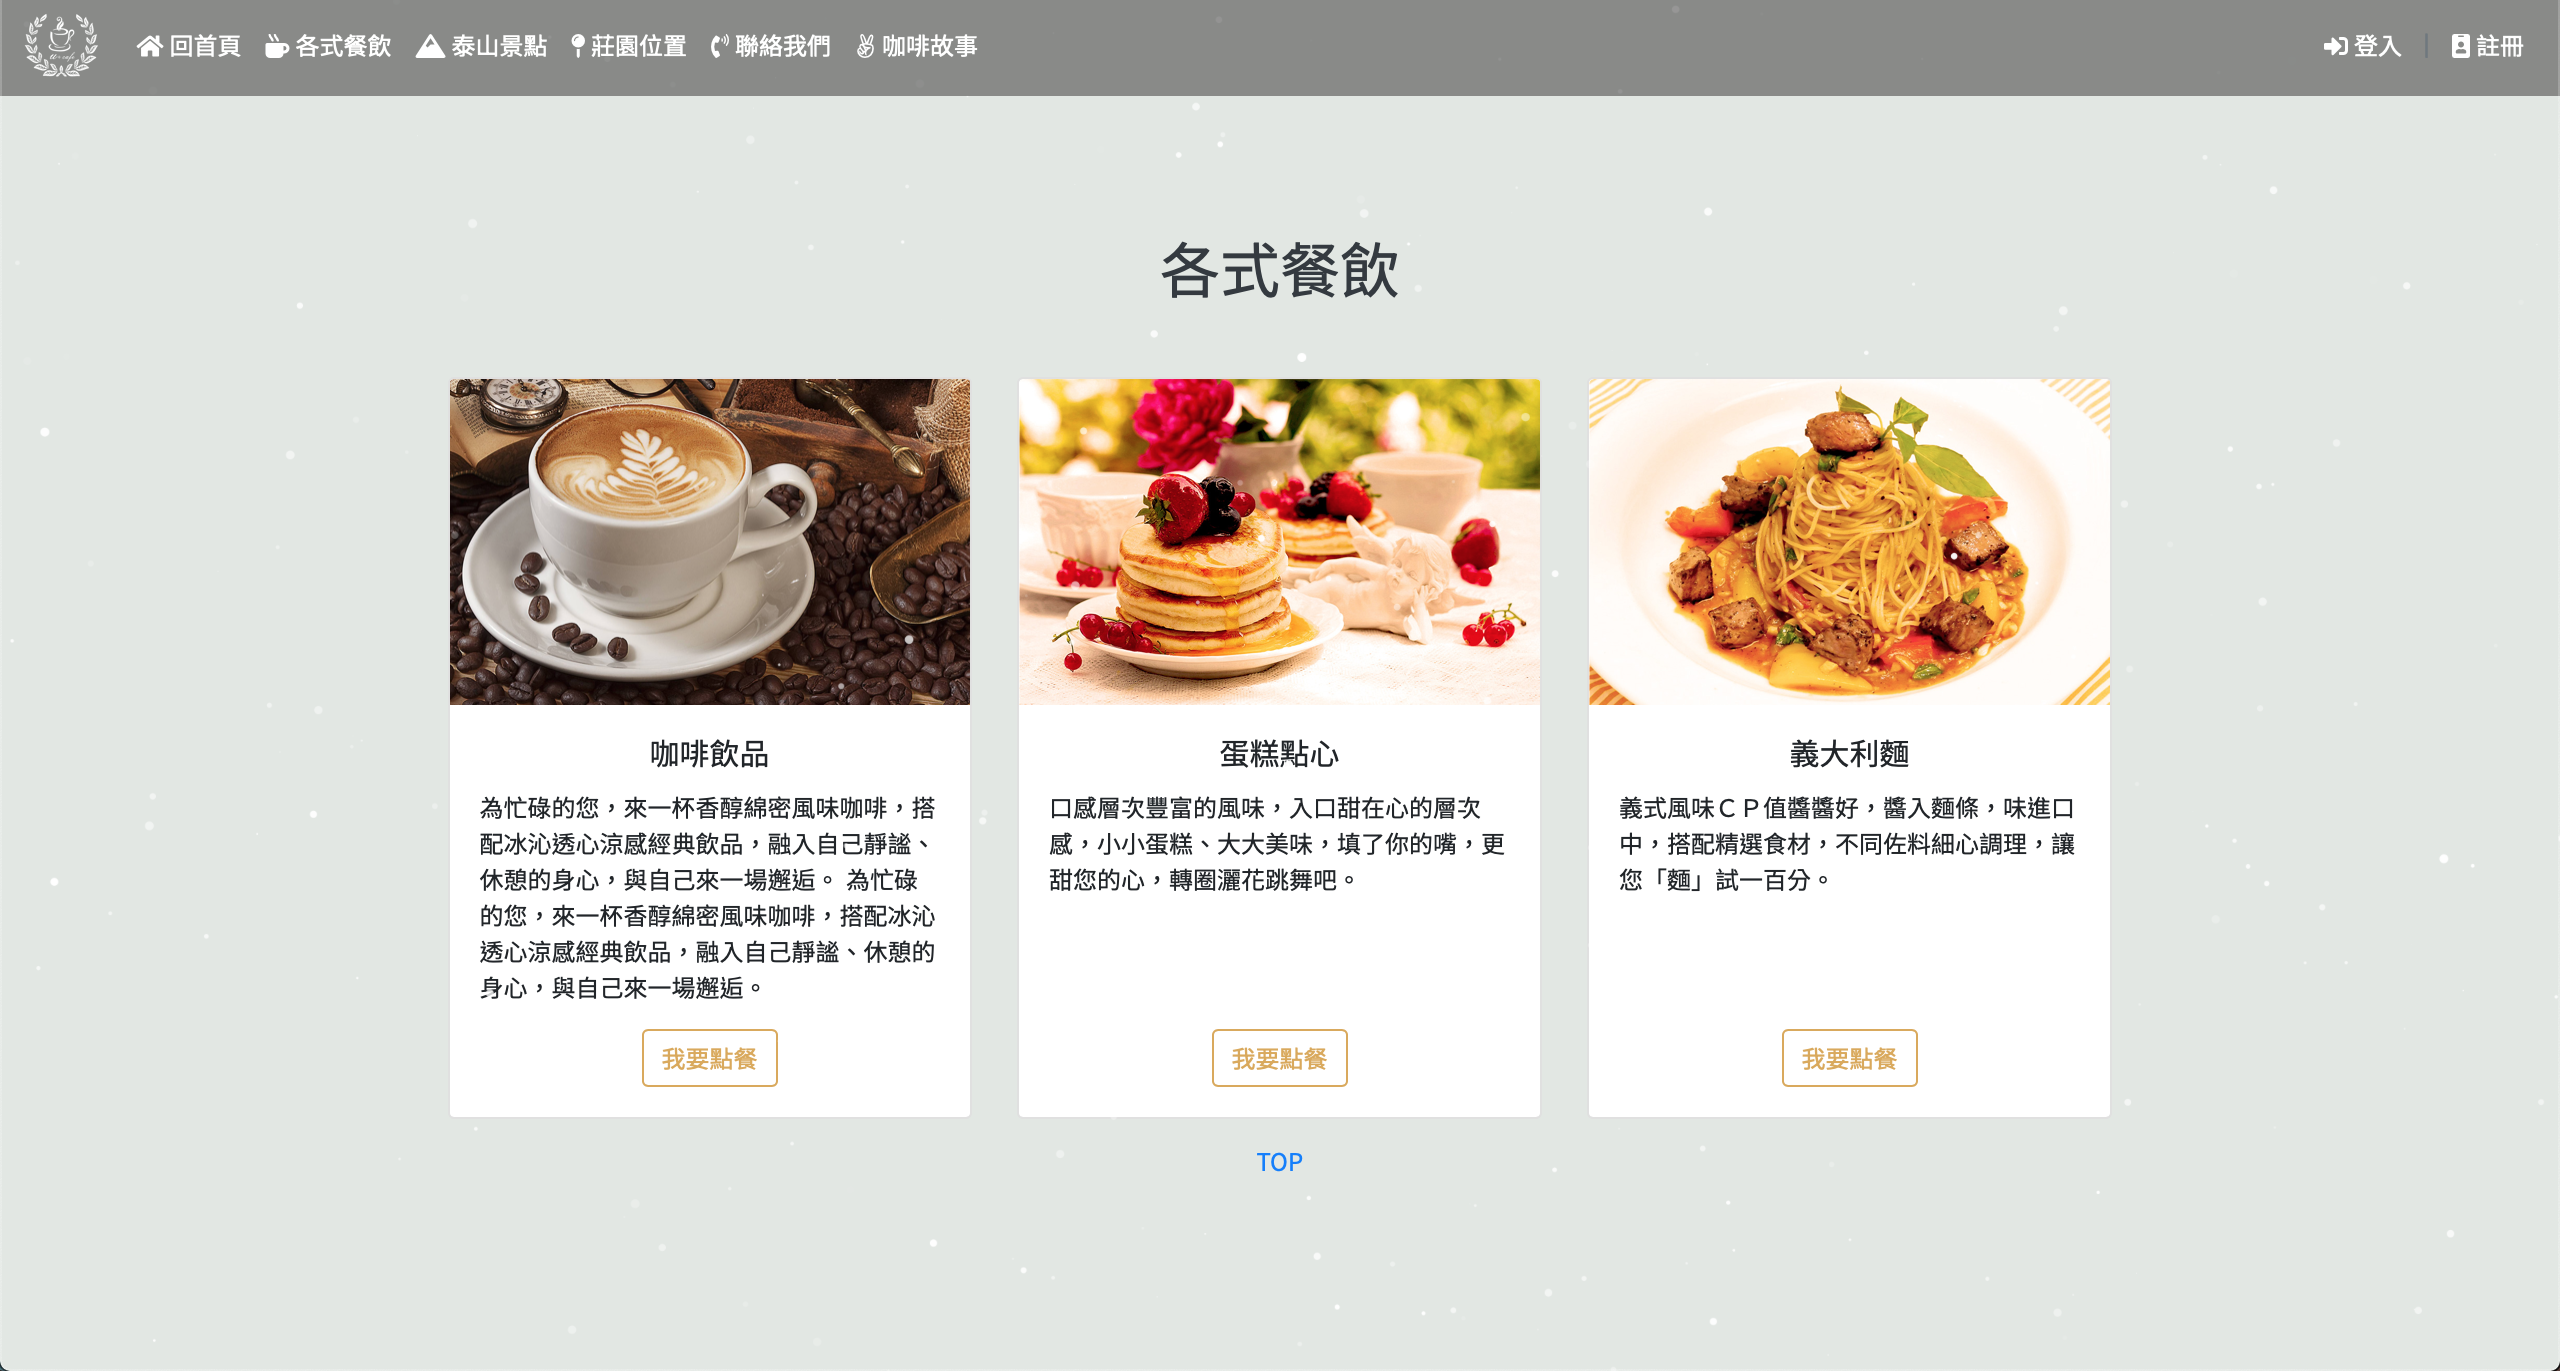 回首頁 各式餐飲 泰山景點 莊園位置 聯絡我們 咖啡故事 登入 | 註冊
各式餐飲
咖啡飲品
為忙碌的您，來一杯香醇綿密風味咖啡，搭
配冰沁透心涼感經典飲品，融入自己靜謐、
休憩的身心，與自己來一場邂逅。 為忙碌
的您，來一杯香醇綿密風味咖啡，搭配冰沁
透心涼感經典飲品，融入自己靜謐、休憩的
身心，與自己來一場邂逅。
我要點餐
蛋糕點心
口感層次豐富的風味，入口甜在心的層次
感，小小蛋糕、大大美味，填了你的嘴，更
甜您的心，轉圈灑花跳舞吧。
我要點餐
義大利麵
義式風味ＣＰ值醬醬好，醬入麵條，味進口
中，搭配精選食材，不同佐料細心調理，讓
您「麵」試一百分。
我要點餐
TOP